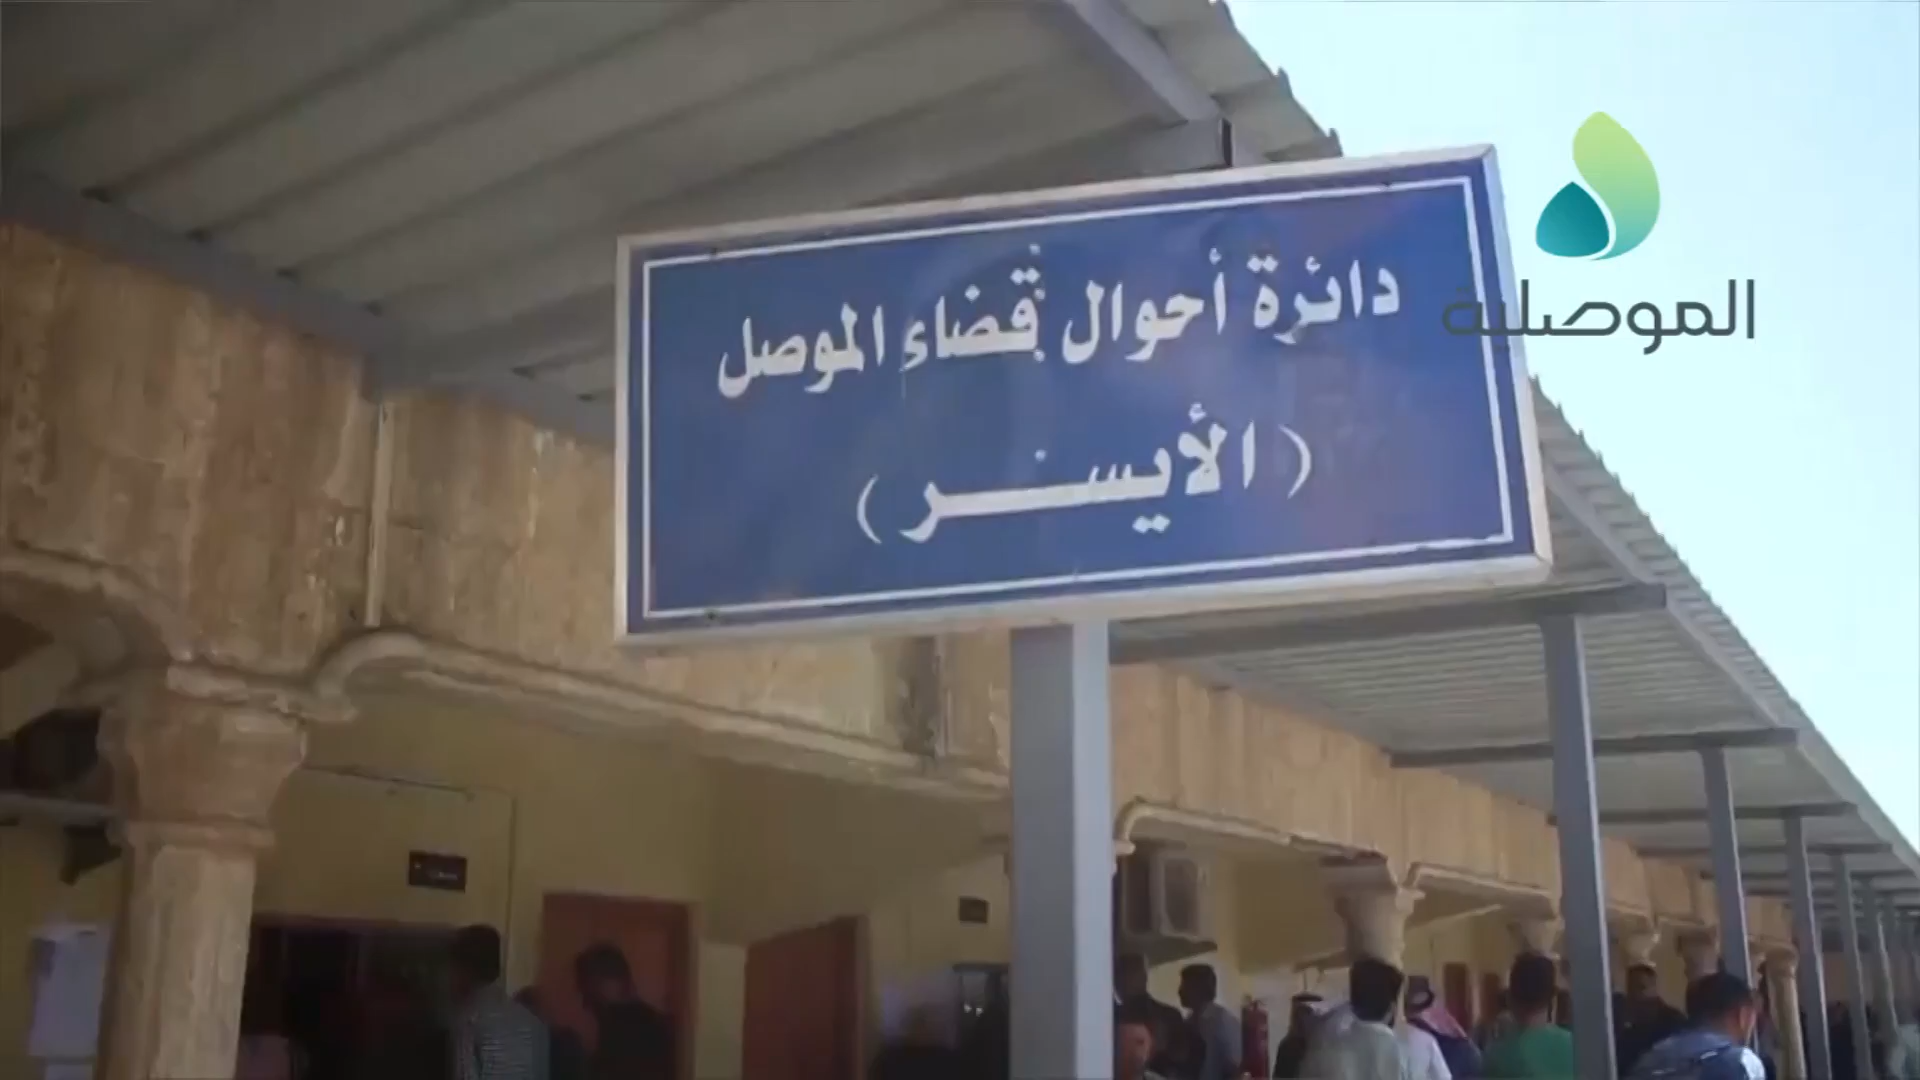 دائرة أحوال قضاء الموصل
(الأيسر)
الموصلية